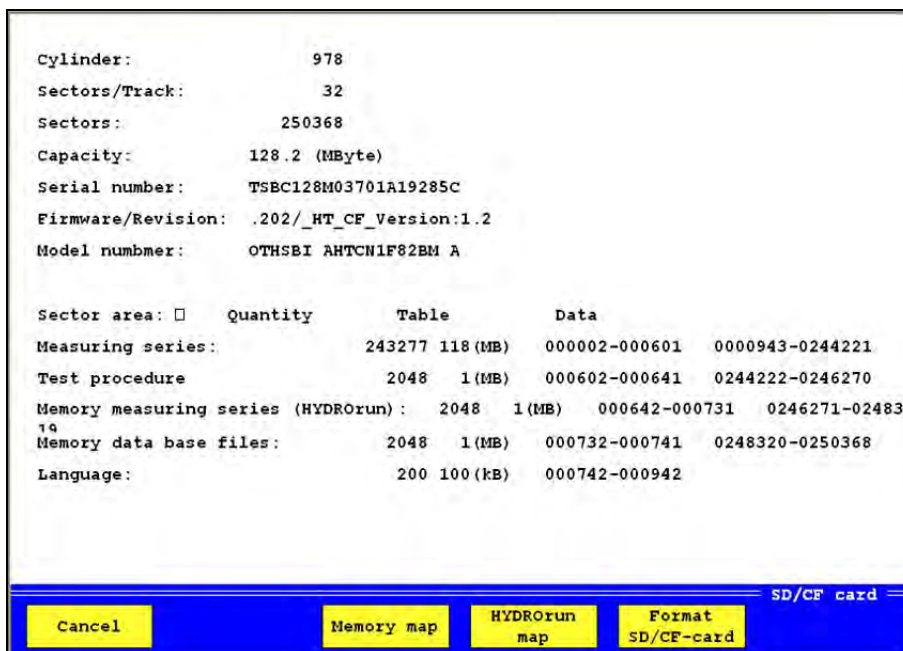 Cylinder: 978
Sectors/Track: 32
Sectors: 250368
Capacity: 128.2 (MByte)
Serial number: TSBC128M03701A19285C
Firmware/Revision: .202/_HT_CF_Version:1.2
Model numbmer: OTHSBI AHTCN1F82BM A
Sector area: □ Quantity Table Data
Measuring series: 243277 118(MB) 000002-000601 0000943-0244221
Test procedure 2048 1(MB) 000602-000641 0244222-0246270
Memory measuring series (HYDROrun): 2048 1(MB) 000642-000731 0246271-02483
19
Memory data base files: 2048 1(MB) 000732-000741 0248320-0250368
Language: 200 100(kB) 000742-000942
SD/CF card
Cancel Memory map HYDROrun map Format SD/CF-card